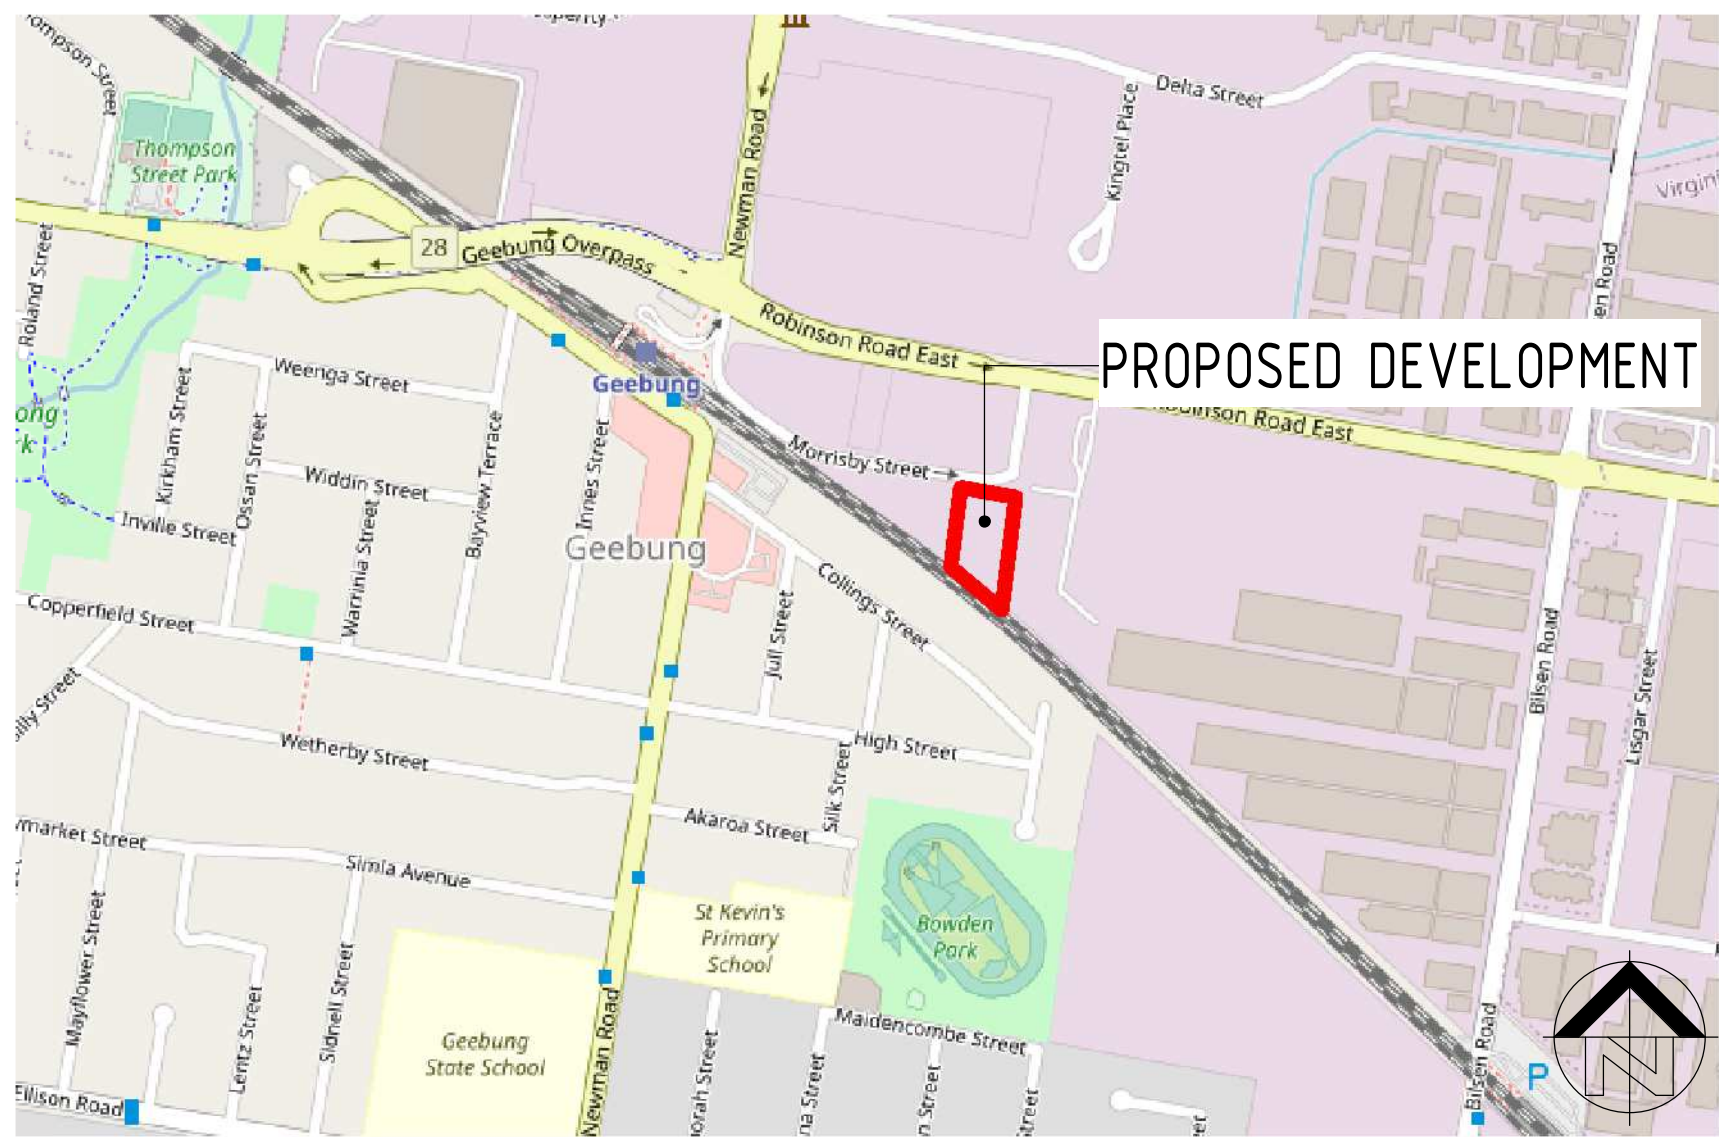 Thompson Street
Thompson
Street Park
Newman Road
Delta Street
Kingtel Place
28
Geebung Overpass
Roland Street
Robinson Road East
PROPOSED DEVELOPMENT
Robinson Road East
Geebung
Weenga Street
Kirkham Street
Ossan Street
Bayview Terrace
Innes Street
Morrisby Street
Widdin Street
Inville Street
Warrinia Street
Geebung
Collings Street
Copperfield Street
Jull Street
Bilsen Road
Lisgar Street
Wetherby Street
High Street
Silk Street
Akaroa Street
Simla Avenue
St Kevin's
Primary
School
Bowden
Park
Mayflower Street
Lentz Street
Sidnell Street
Geebung
State School
Newman Road
Maidencombe Street
Ellison Road
Bilsen Road
P
N